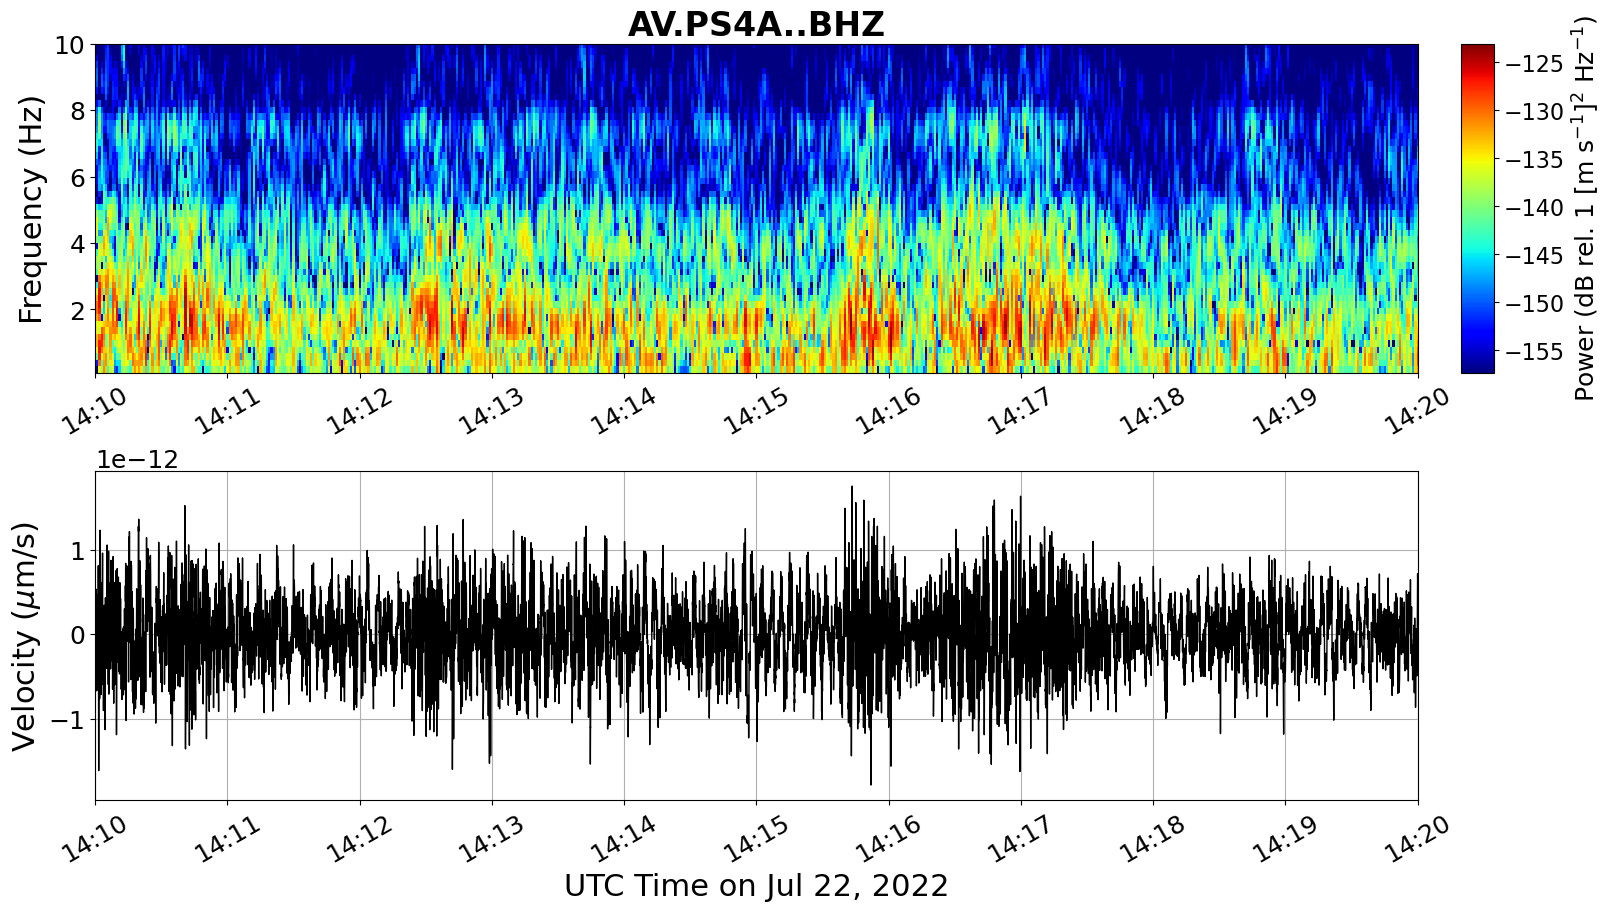 AV.PS4A..BHZ
10
8
6
4
2
Frequency (Hz)
14:10 14:11 14:12 14:13 14:14 14:15 14:16 14:17 14:18 14:19 14:20
−125
−130
−135
−140
−145
−150
−155
Power (dB rel. 1 [m s⁻¹]² Hz⁻¹)
1e−12
1
0
−1
Velocity (μm/s)
14:10 14:11 14:12 14:13 14:14 14:15 14:16 14:17 14:18 14:19 14:20
UTC Time on Jul 22, 2022